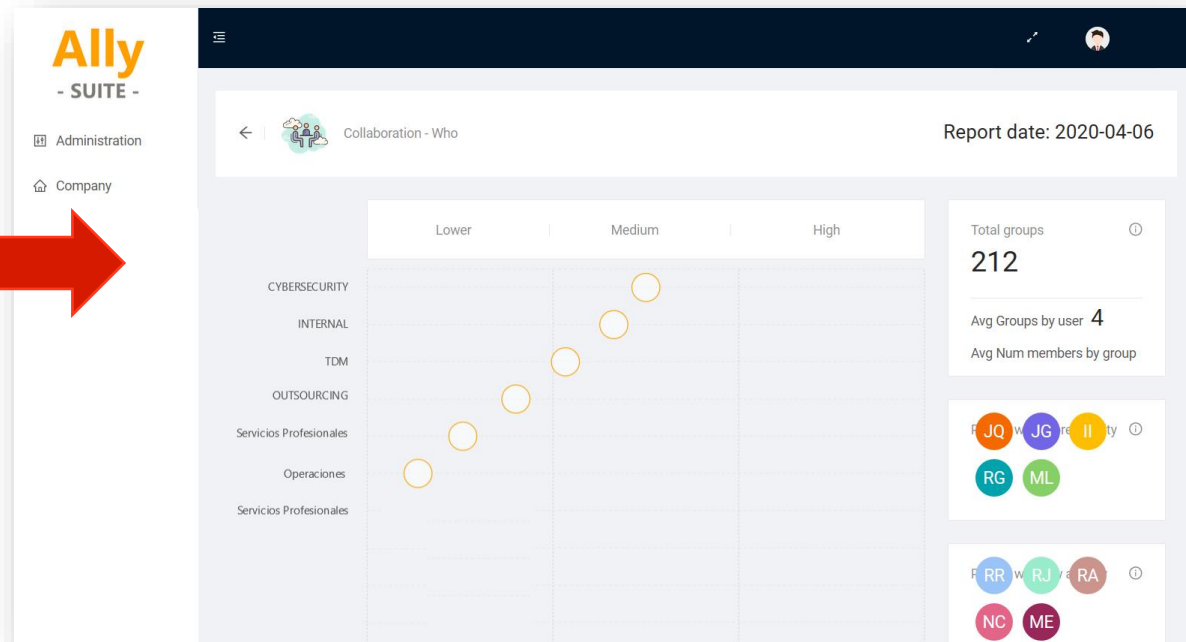 Ally
- SUITE -
Administration
Company
Collaboration - Who
Report date: 2020-04-06
Lower
Medium
High
CYBERSECURITY
INTERNAL
TDM
OUTSOURCING
Servicios Profesionales
Operaciones
Servicios Profesionales
Total groups
212
Avg Groups by user 4
Avg Num members by group
JQ JG II
RG ML
RR RJ RA
NC ME